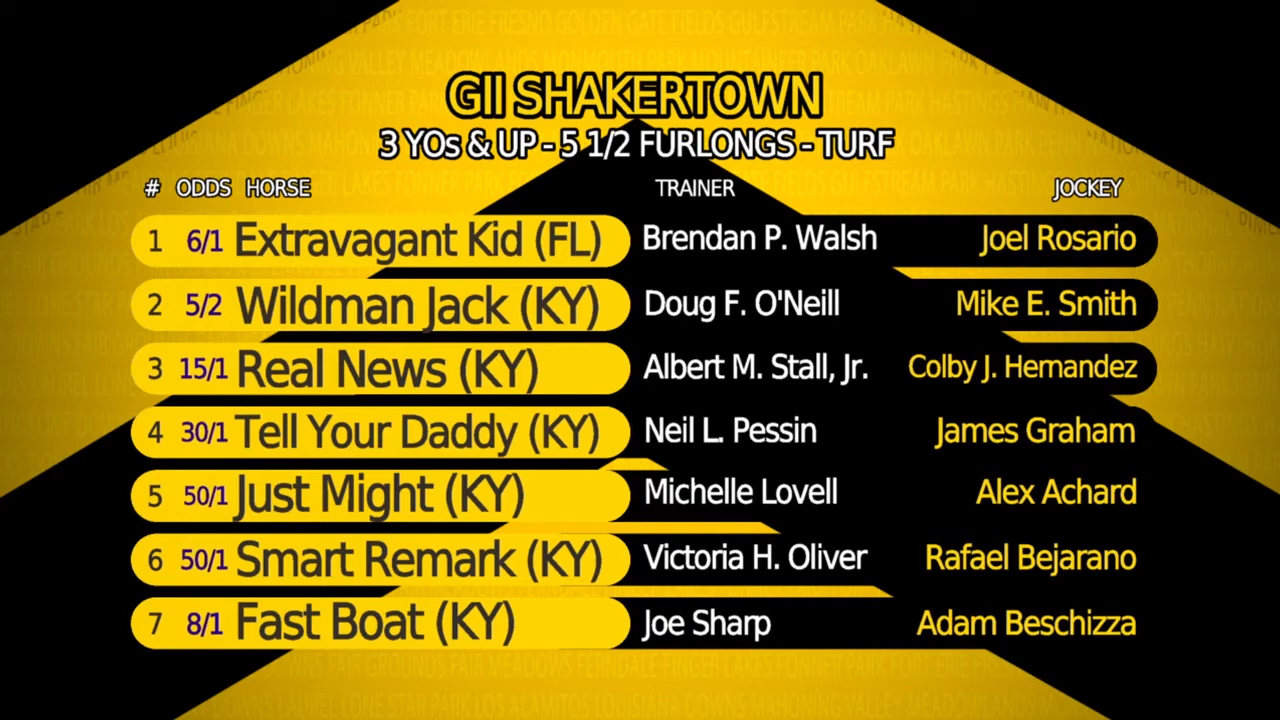 GII SHAKERTOWN
3 YOs & UP - 5 1/2 FURLONGS - TURF
# ODDS HORSE TRAINER JOCKEY
1 6/1 Extravagant Kid (FL) Brendan P. Walsh Joel Rosario
2 5/2 Wildman Jack (KY) Doug F. O'Neill Mike E. Smith
3 15/1 Real News (KY) Albert M. Stall, Jr. Colby J. Hernandez
4 30/1 Tell Your Daddy (KY) Neil L. Pessin James Graham
5 50/1 Just Might (KY) Michelle Lovell Alex Achard
6 50/1 Smart Remark (KY) Victoria H. Oliver Rafael Bejarano
7 8/1 Fast Boat (KY) Joe Sharp Adam Beschizza